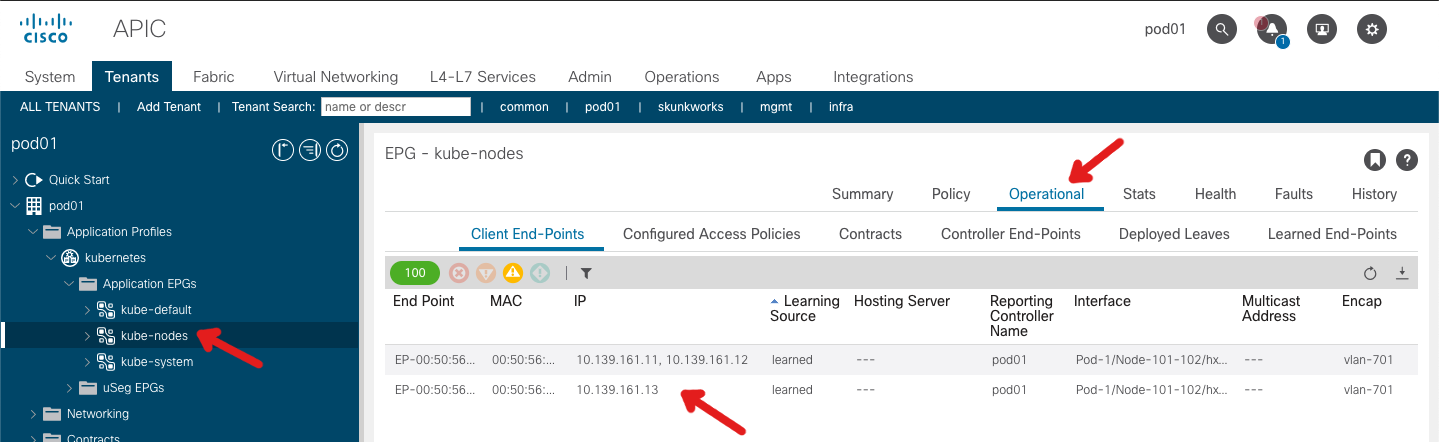 CISCO
APIC
pod01
1
System Tenants Fabric Virtual Networking L4-L7 Services Admin Operations Apps Integrations
ALL TENANTS | Add Tenant | Tenant Search: name or descr | common | pod01 | skunkworks | mgmt | infra
pod01
Quick Start
pod01
Application Profiles
kubernetes
Application EPGs
kube-default
kube-nodes
kube-system
uSeg EPGs
Networking
Contracts
EPG - kube-nodes
?
Summary Policy Operational Stats Health Faults History
Client End-Points Configured Access Policies Contracts Controller End-Points Deployed Leaves Learned End-Points
100
End Point MAC IP Learning Source Hosting Server Reporting Controller Name Interface Multicast Address Encap
EP-00:50:56... 00:50:56:... 10.139.161.11, 10.139.161.12 learned --- pod01 Pod-1/Node-101-102/hx... --- vlan-701
EP-00:50:56... 00:50:56:... 10.139.161.13 learned --- pod01 Pod-1/Node-101-102/hx... --- vlan-701